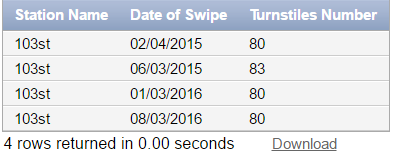 Station Name Date of Swipe Turnstiles Number
103st 02/04/2015 80
103st 06/03/2015 83
103st 01/03/2016 80
103st 08/03/2016 80
4 rows returned in 0.00 seconds Download